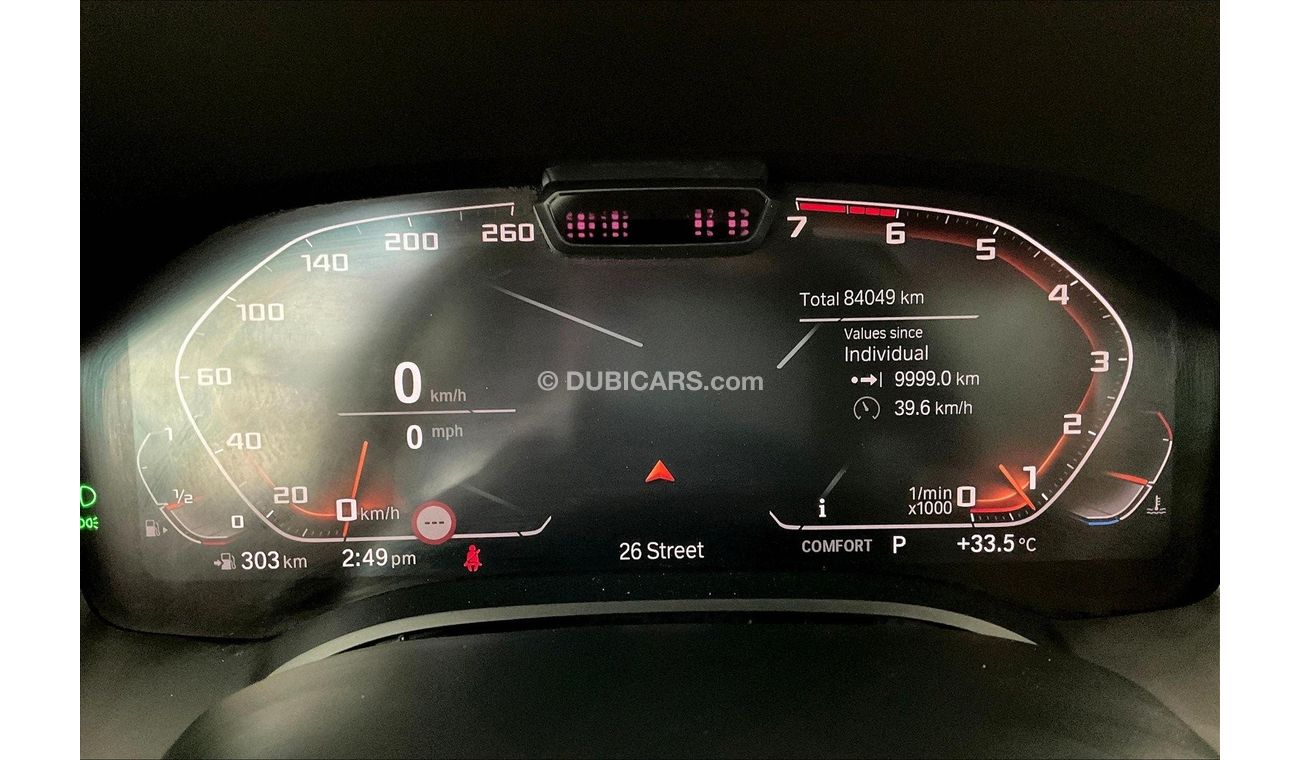 260
200
140
100
60
40
20
0 km/h
0 km/h
0 mph
1
1/2
0
---
303 km
2:49 pm
© DUBICARS.com
26 Street
7
6
5
4
3
2
1
0
1/min
x1000
Total 84049 km
Values since
Individual
9999.0 km
39.6 km/h
i
COMFORT P +33.5 °C